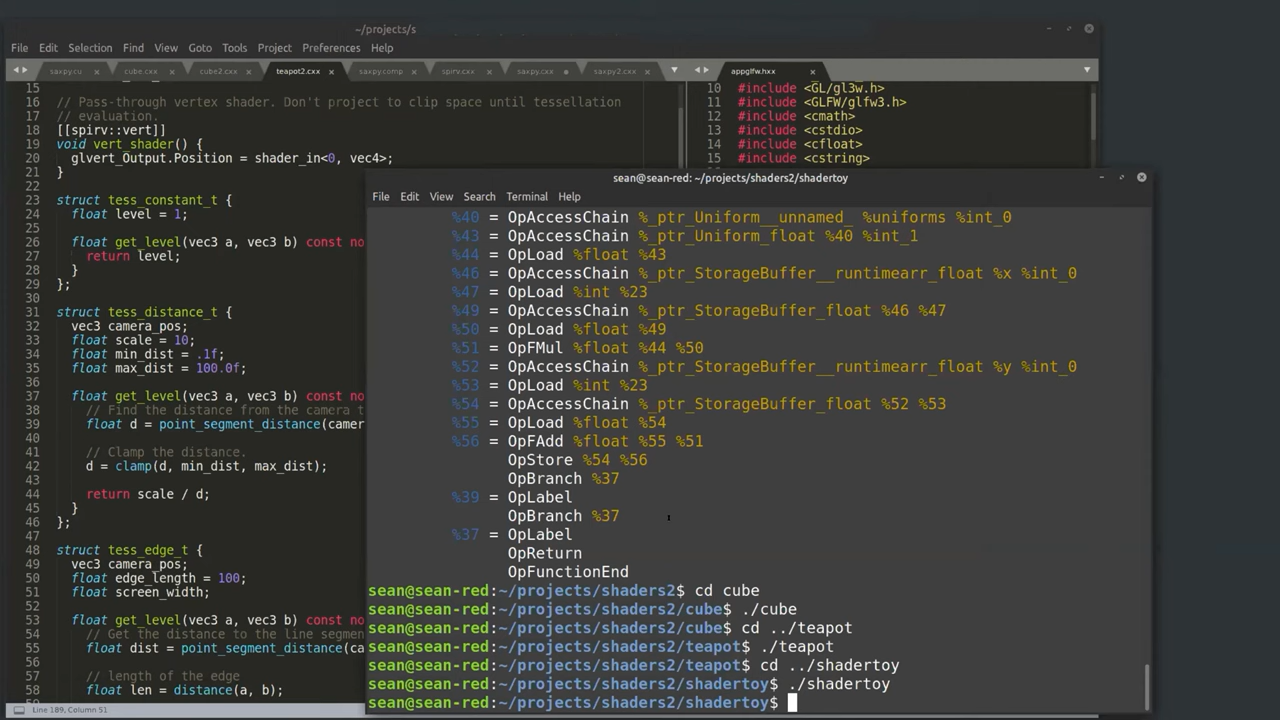 ~/projects/s
File Edit Selection Find View Goto Tools Project Preferences Help
saxpy.cu cube.cxx cube2.cxx teapot2.cxx saxpy.comp spirv.cxx saxpy.cxx saxpy2.cxx
15
16 // Pass-through vertex shader. Don't project to clip space until tessellation
17 // evaluation.
18 [[spirv::vert]]
19 void vert_shader() {
20 glvert_Output.Position = shader_in<0, vec4>;
21 }
22
23 struct tess_constant_t {
24 float level = 1;
25
26 float get_level(vec3 a, vec3 b) const no
27 return level;
28 }
29 };
30
31 struct tess_distance_t {
32 vec3 camera_pos;
33 float scale = 10;
34 float min_dist = .1f;
35 float max_dist = 100.0f;
36
37 float get_level(vec3 a, vec3 b) const no
38 // Find the distance from the camera t
39 float d = point_segment_distance(camer
40
41 // Clamp the distance.
42 d = clamp(d, min_dist, max_dist);
43
44 return scale / d;
45 }
46 };
47
48 struct tess_edge_t {
49 vec3 camera_pos;
50 float edge_length = 100;
51 float screen_width;
52
53 float get_level(vec3 a, vec3 b) const no
54 // Get the distance to the line segmen
55 float dist = point_segment_distance(ca
56
57 // length of the edge
58 float len = distance(a, b);
Line 189, Column 51
appglfw.hxx
10 #include <GL/gl3w.h>
11 #include <GLFW/glfw3.h>
12 #include <cmath>
13 #include <cstdio>
14 #include <cfloat>
15 #include <cstring>
sean@sean-red: ~/projects/shaders2/shadertoy
File Edit View Search Terminal Help
%40 = OpAccessChain %_ptr_Uniform__unnamed_ %uniforms %int_0
%43 = OpAccessChain %_ptr_Uniform_float %40 %int_1
%44 = OpLoad %float %43
%46 = OpAccessChain %_ptr_StorageBuffer__runtimearr_float %x %int_0
%47 = OpLoad %int %23
%49 = OpAccessChain %_ptr_StorageBuffer_float %46 %47
%50 = OpLoad %float %49
%51 = OpFMul %float %44 %50
%52 = OpAccessChain %_ptr_StorageBuffer__runtimearr_float %y %int_0
%53 = OpLoad %int %23
%54 = OpAccessChain %_ptr_StorageBuffer_float %52 %53
%55 = OpLoad %float %54
%56 = OpFAdd %float %55 %51
OpStore %54 %56
OpBranch %37
%39 = OpLabel
OpBranch %37
%37 = OpLabel
OpReturn
OpFunctionEnd
sean@sean-red:~/projects/shaders2$ cd cube
sean@sean-red:~/projects/shaders2/cube$ ./cube
sean@sean-red:~/projects/shaders2/cube$ cd ../teapot
sean@sean-red:~/projects/shaders2/teapot$ ./teapot
sean@sean-red:~/projects/shaders2/teapot$ cd ../shadertoy
sean@sean-red:~/projects/shaders2/shadertoy$ ./shadertoy
sean@sean-red:~/projects/shaders2/shadertoy$